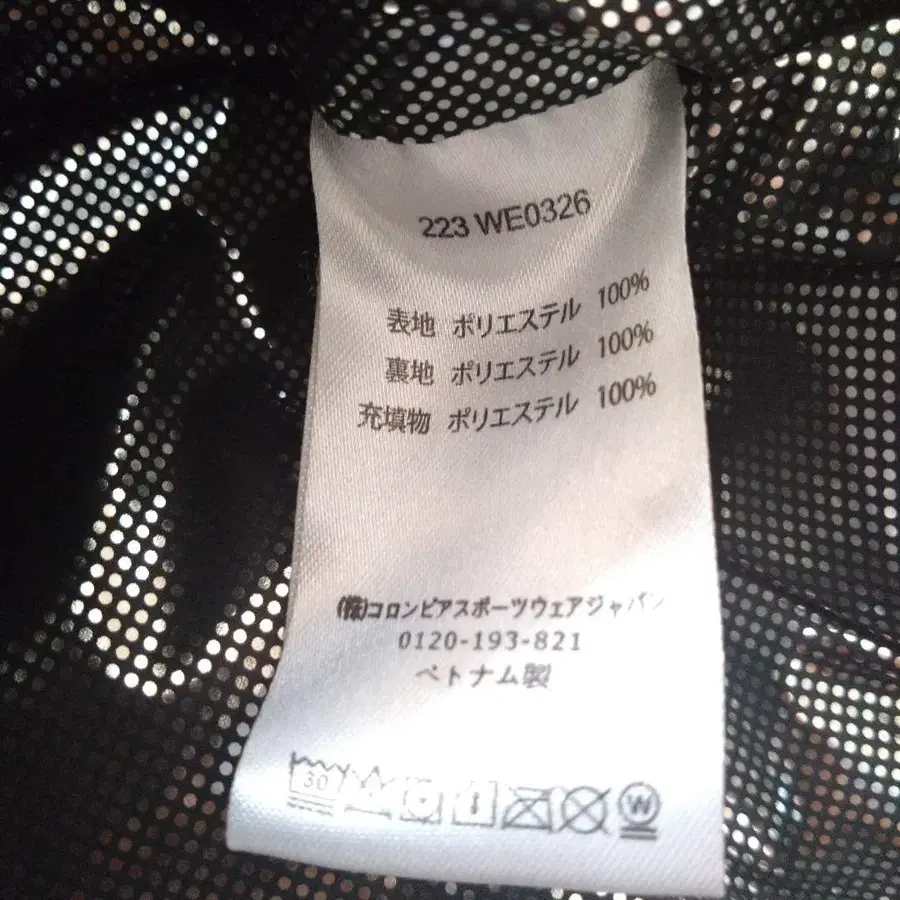 223 WE0326
表地 ポリエステル 100%
裏地 ポリエステル 100%
充填物 ポリエステル 100%
(株)コロンビアスポーツウェアジャパン
0120-193-821
ベトナム製
30 W